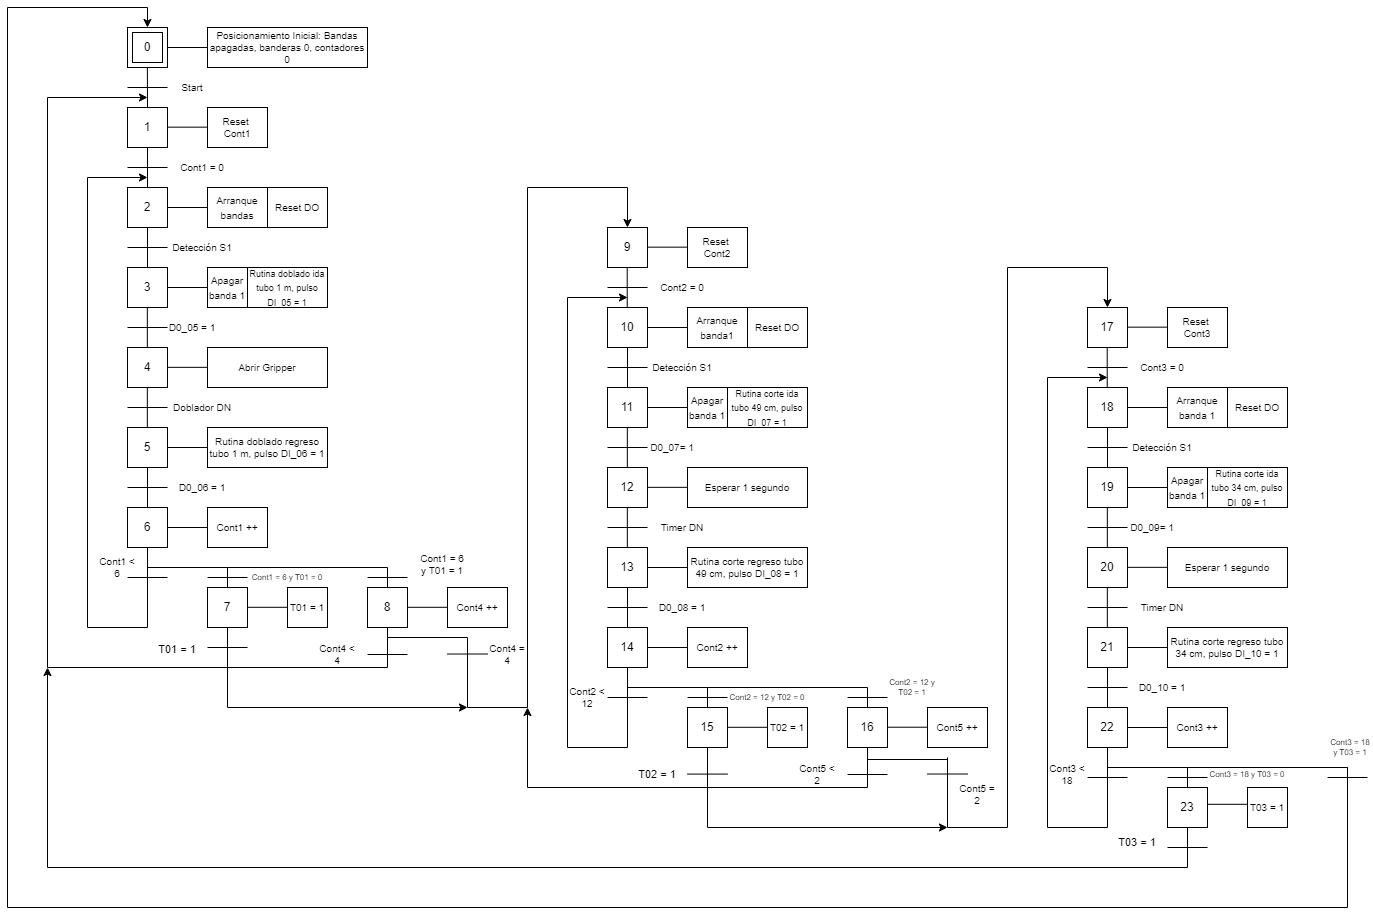 0
Posicionamiento Inicial: Bandas
apagadas, banderas 0, contadores
0
Start
1
Reset
Cont1
Cont1 = 0
2
Arranque
bandas
Reset DO
Detección S1
3
Apagar
banda 1
Rutina doblado ida
tubo 1 m, pulso
DI_05 = 1
D0_05 = 1
4
Abrir Gripper
Doblador DN
5
Rutina doblado regreso
tubo 1 m, pulso DI_06 = 1
D0_06 = 1
6
Cont1 ++
Cont1 <
6
Cont1 = 6 y T01 = 0
Cont1 = 6
y T01 = 1
7
T01 = 1
8
Cont4 ++
T01 = 1
Cont4 <
4
Cont4 =
4
9
Reset
Cont2
Cont2 = 0
10
Arranque
banda1
Reset DO
Detección S1
11
Apagar
banda 1
Rutina corte ida
tubo 49 cm, pulso
DI_07 = 1
D0_07= 1
12
Esperar 1 segundo
Timer DN
13
Rutina corte regreso tubo
49 cm, pulso DI_08 = 1
D0_08 = 1
14
Cont2 ++
Cont2 <
12
Cont2 = 12 y T02 = 0
Cont2 = 12 y
T02 = 1
15
T02 = 1
16
Cont5 ++
T02 = 1
Cont5 <
2
Cont5 =
2
17
Reset
Cont3
Cont3 = 0
18
Arranque
banda 1
Reset DO
Detección S1
19
Apagar
banda 1
Rutina corte ida
tubo 34 cm, pulso
DI_09 = 1
D0_09= 1
20
Esperar 1 segundo
Timer DN
21
Rutina corte regreso tubo
34 cm, pulso DI_10 = 1
D0_10 = 1
22
Cont3 ++
Cont3 <
18
Cont3 = 18 y T03 = 0
Cont3 = 18
y T03 = 1
23
T03 = 1
T03 = 1